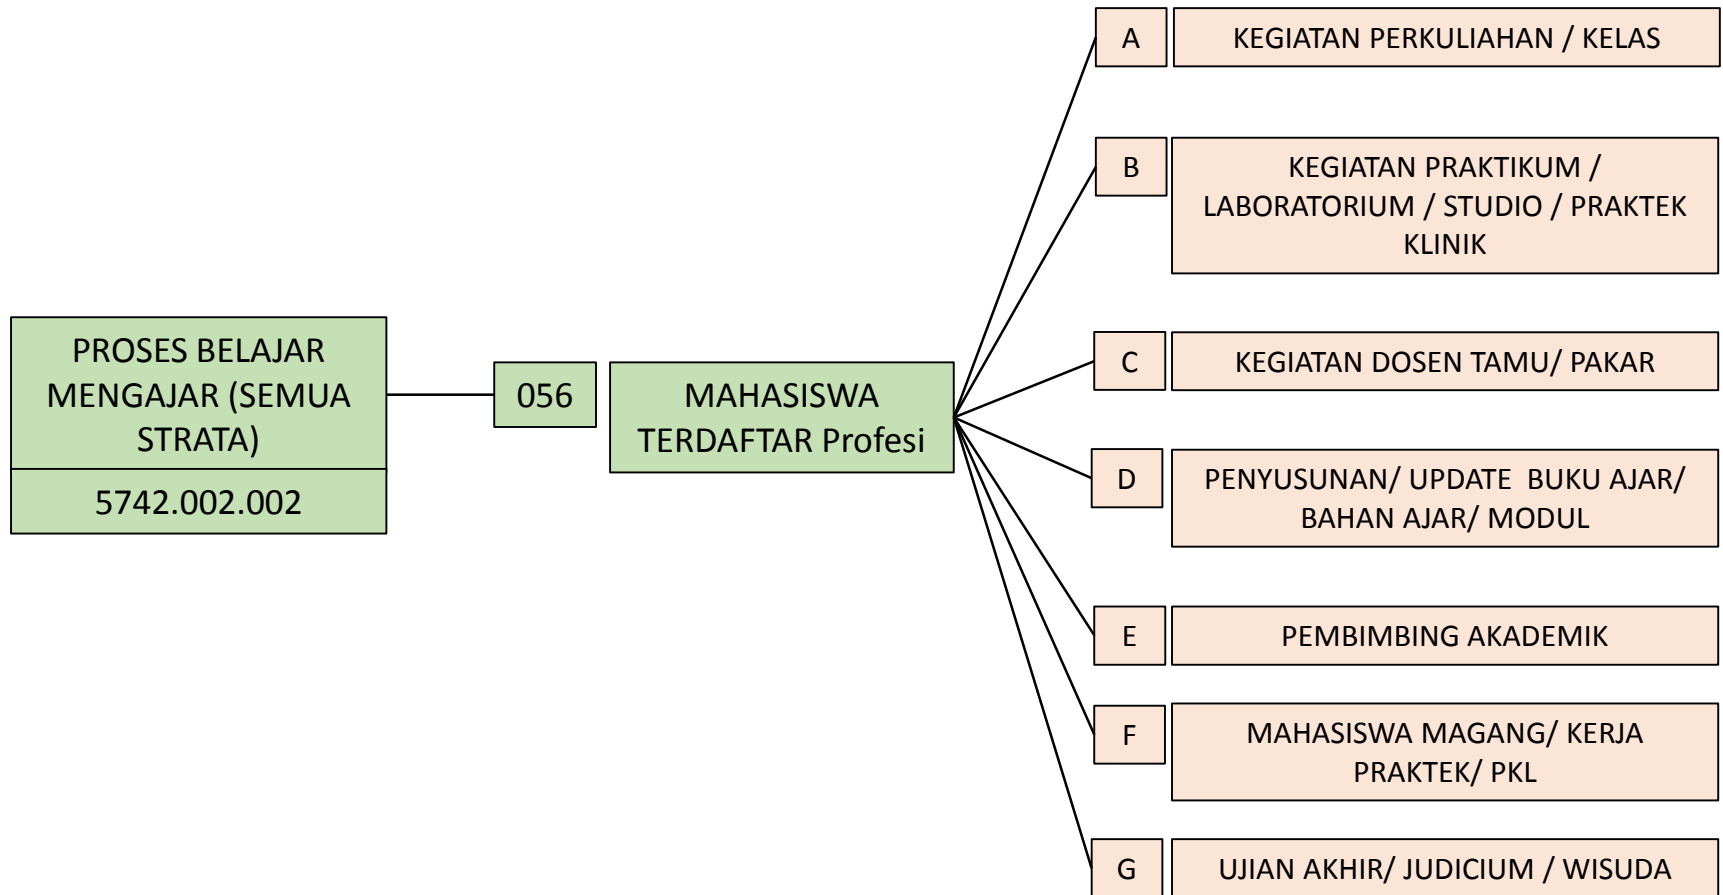 PROSES BELAJAR
MENGAJAR (SEMUA
STRATA)
5742.002.002
056
MAHASISWA
TERDAFTAR Profesi
A
KEGIATAN PERKULIAHAN / KELAS
B
KEGIATAN PRAKTIKUM /
LABORATORIUM / STUDIO / PRAKTEK
KLINIK
C
KEGIATAN DOSEN TAMU/ PAKAR
D
PENYUSUNAN/ UPDATE BUKU AJAR/
BAHAN AJAR/ MODUL
E
PEMBIMBING AKADEMIK
F
MAHASISWA MAGANG/ KERJA
PRAKTEK/ PKL
G
UJIAN AKHIR/ JUDICIUM / WISUDA